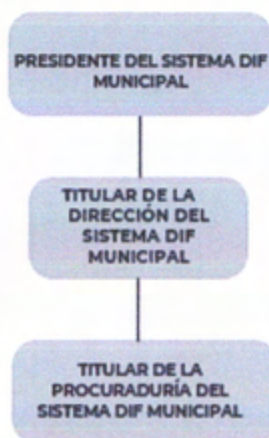 PRESIDENTE DEL SISTEMA DIF
MUNICIPAL
TITULAR DE LA
DIRECCIÓN DEL
SISTEMA DIF
MUNICIPAL
TITULAR DE LA
PROCURADURÍA DEL
SISTEMA DIF MUNICIPAL